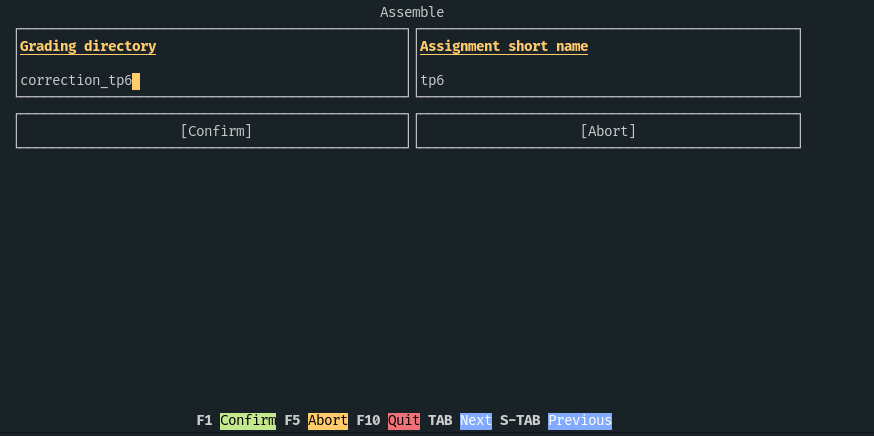 Assemble
Grading directory Assignment short name
correction_tp6 tp6
[Confirm] [Abort]
F1 Confirm F5 Abort F10 Quit TAB Next S-TAB Previous